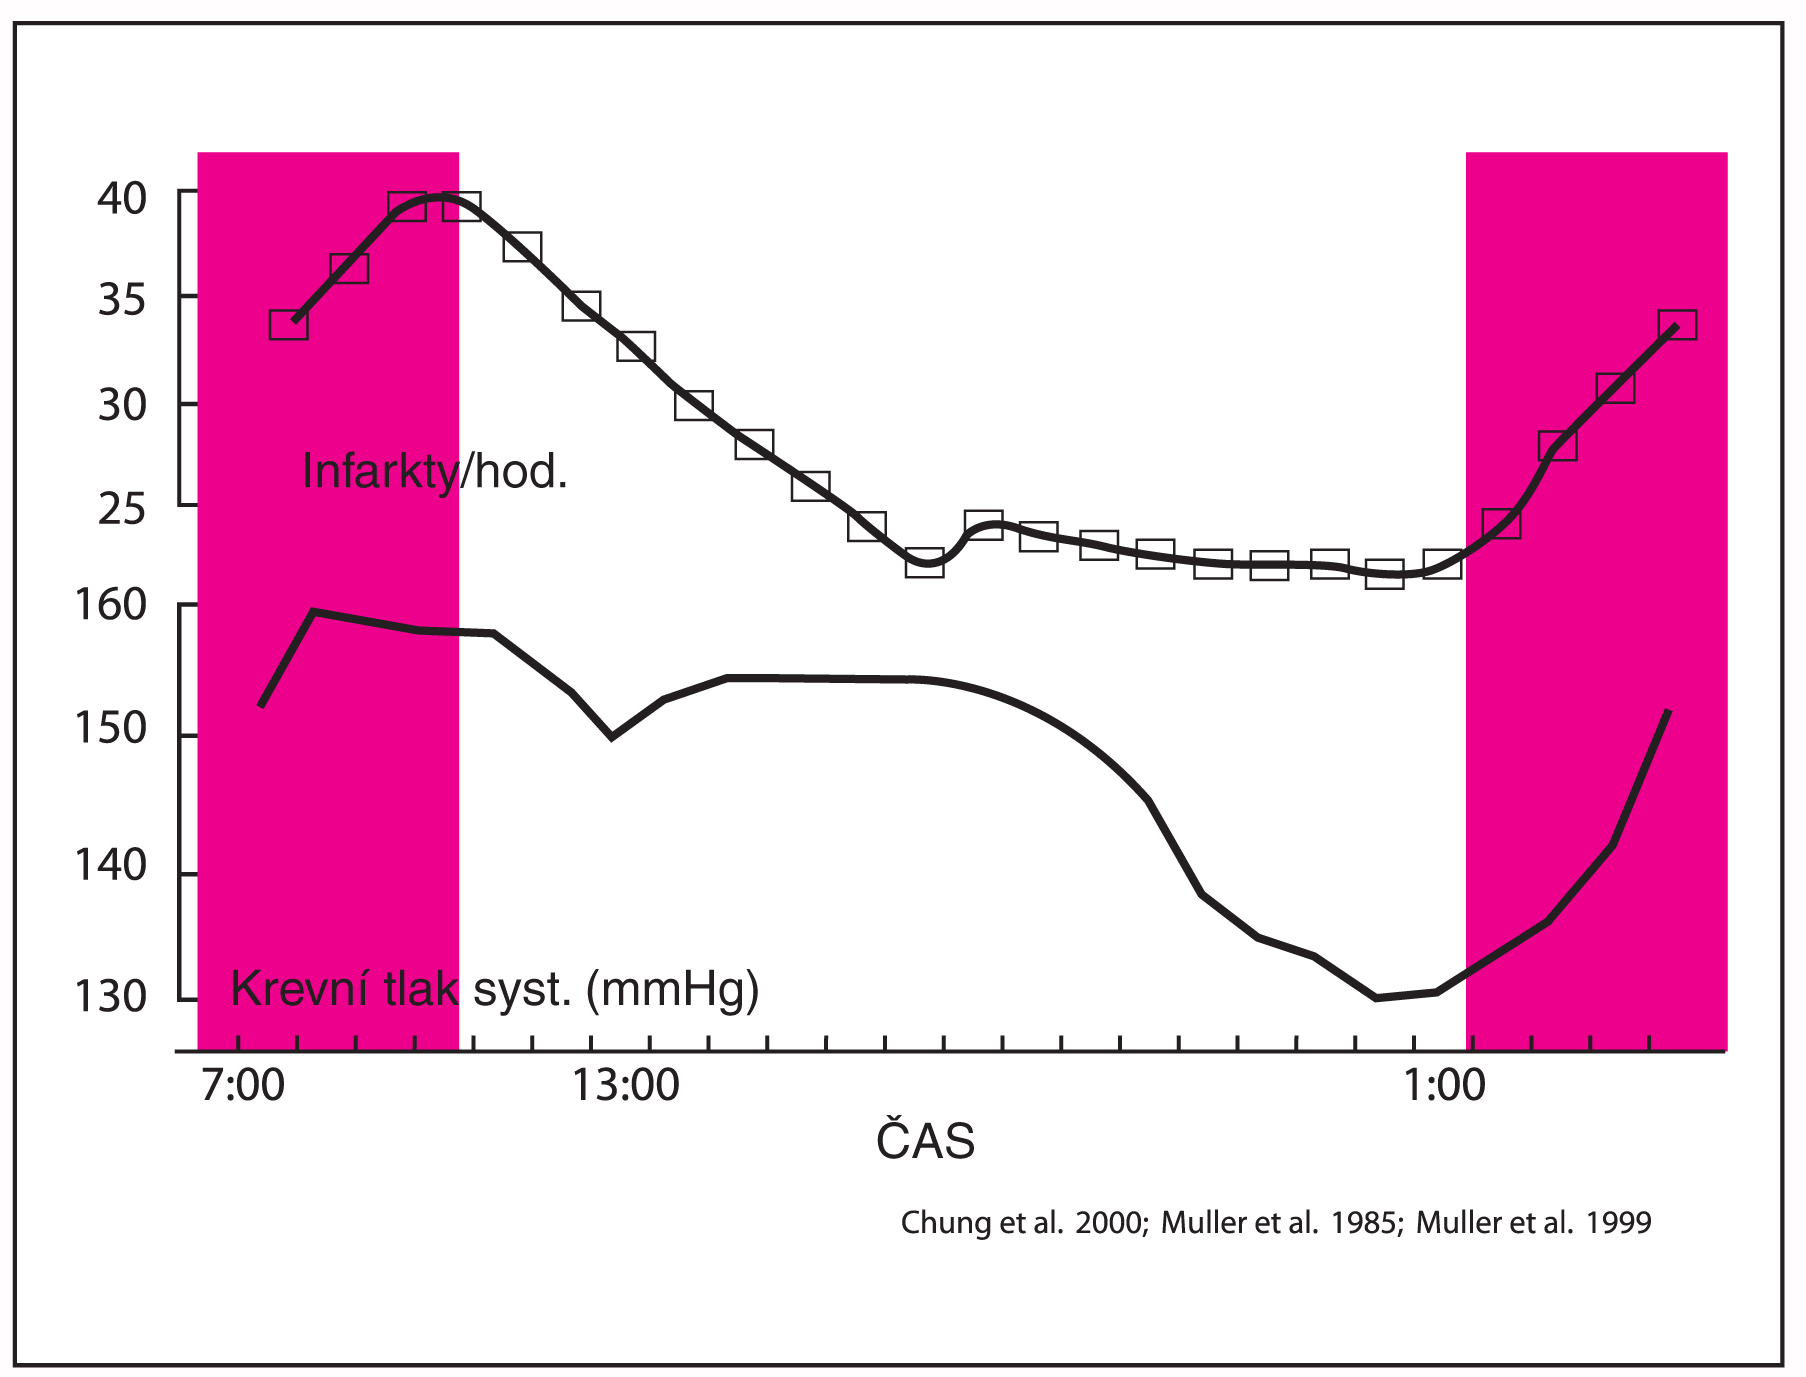 40
35
30
Infarkty/hod.
25
160
150
140
130
Krevní tlak syst. (mmHg)
7:00 13:00 1:00
ČAS
Chung et al. 2000; Muller et al. 1985; Muller et al. 1999